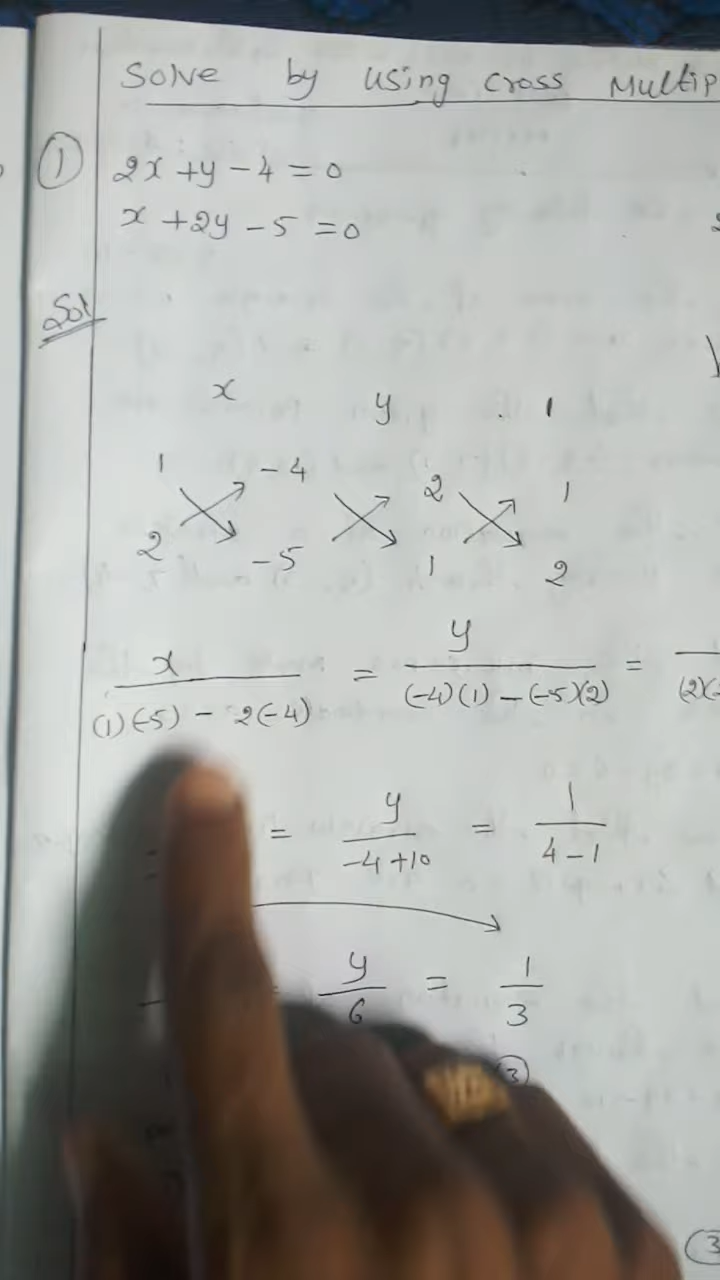 Solve by using cross Multip
① 2x + y - 4 = 0
x + 2y - 5 = 0
Sol
x y 1
1 -4 2 1
2 -5 1 2
x/((1)(-5) - 2(-4)) = y/((-4)(1) - (-5)(2)) =
= y/(-4+10) = 1/(4-1)
y/6 = 1/3
③